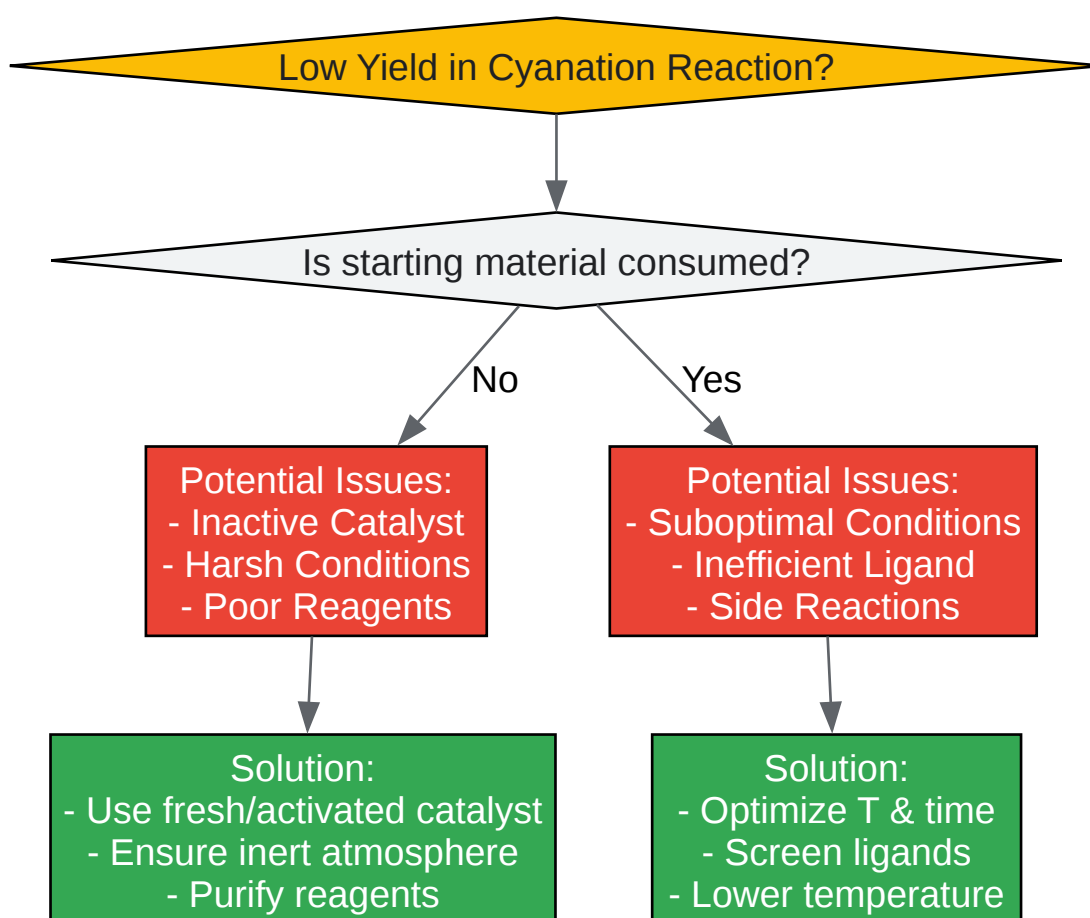 Low Yield in Cyanation Reaction?
Is starting material consumed?
No
Yes
Potential Issues:
- Inactive Catalyst
- Harsh Conditions
- Poor Reagents
Potential Issues:
- Suboptimal Conditions
- Inefficient Ligand
- Side Reactions
Solution:
- Use fresh/activated catalyst
- Ensure inert atmosphere
- Purify reagents
Solution:
- Optimize T & time
- Screen ligands
- Lower temperature